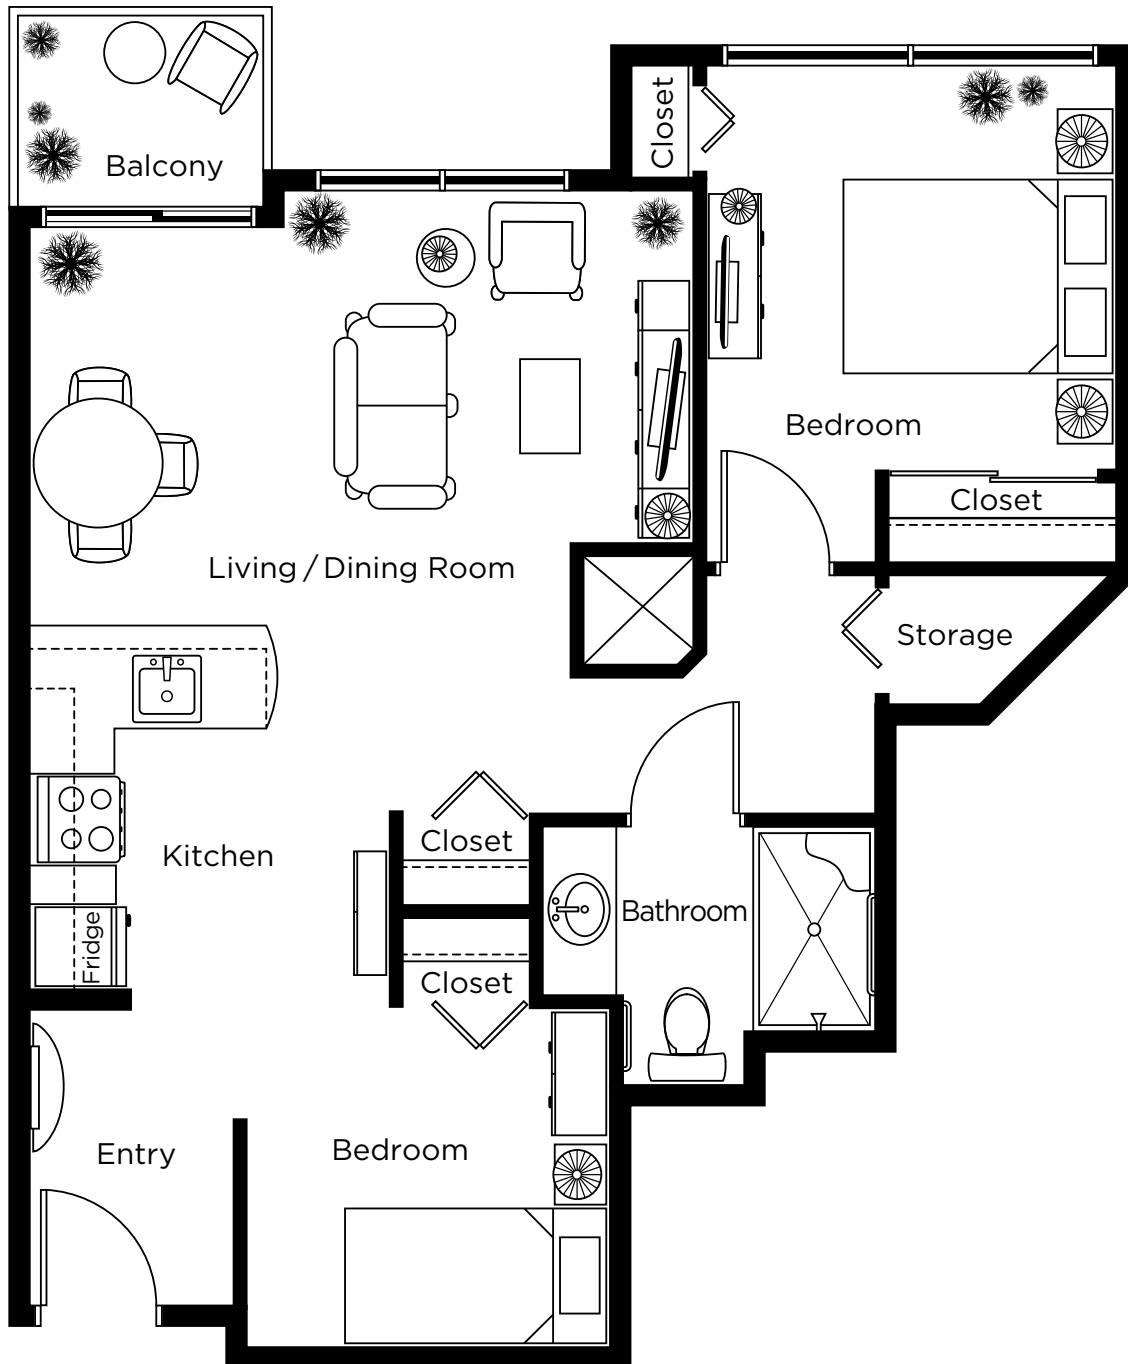 Balcony
Closet
Bedroom
Closet
Living / Dining Room
Storage
Closet
Kitchen
Bathroom
Fridge
Closet
Entry
Bedroom